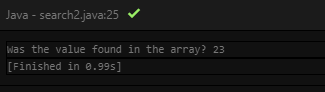 Java - search2.java:25
Was the value found in the array? 23
[Finished in 0.99s]